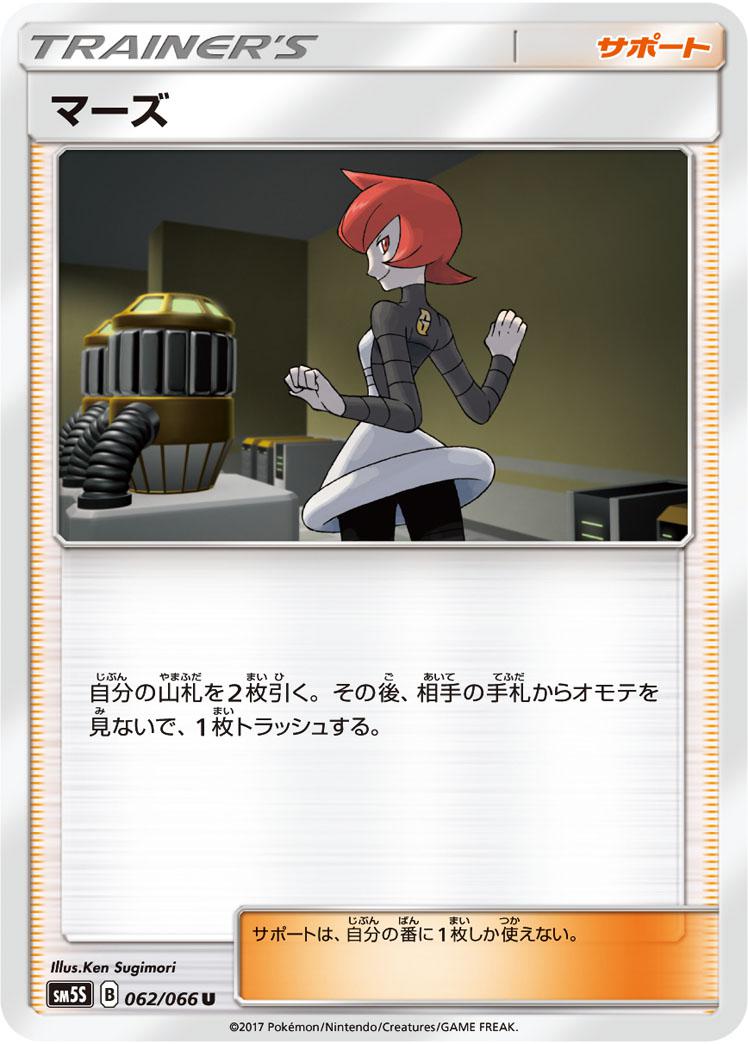 TRAINER'S
サポート
マーズ
自分の山札を2枚引く。その後、相手の手札からオモテを
見ないで、1枚トラッシュする。
サポートは、自分の番に1枚しか使えない。
Illus.Ken Sugimori
SM5S B 062/066 U
©2017 Pokémon/Nintendo/Creatures/GAME FREAK.